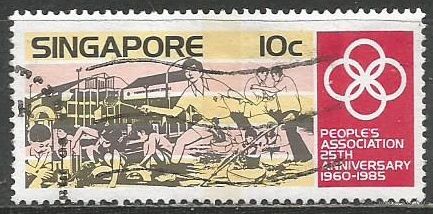 SINGAPORE 10c
PEOPLE'S
ASSOCIATION
25TH
ANNIVERSARY
1960-1985